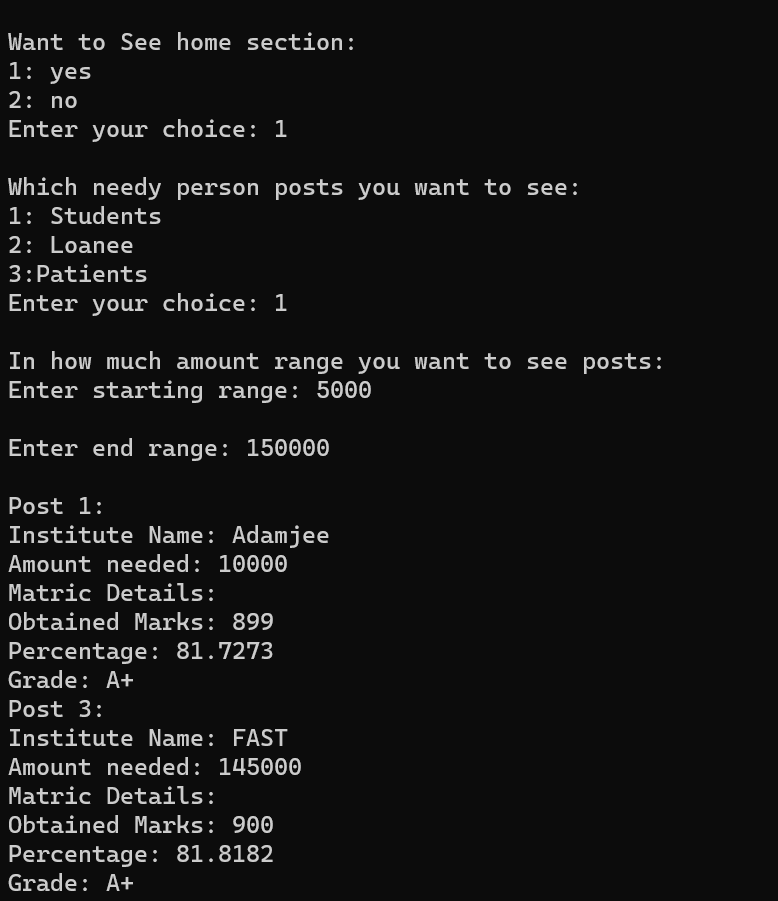 Want to See home section:
1: yes
2: no
Enter your choice: 1
Which needy person posts you want to see:
1: Students
2: Loanee
3:Patients
Enter your choice: 1
In how much amount range you want to see posts:
Enter starting range: 5000
Enter end range: 150000
Post 1:
Institute Name: Adamjee
Amount needed: 10000
Matric Details:
Obtained Marks: 899
Percentage: 81.7273
Grade: A+
Post 3:
Institute Name: FAST
Amount needed: 145000
Matric Details:
Obtained Marks: 900
Percentage: 81.8182
Grade: A+